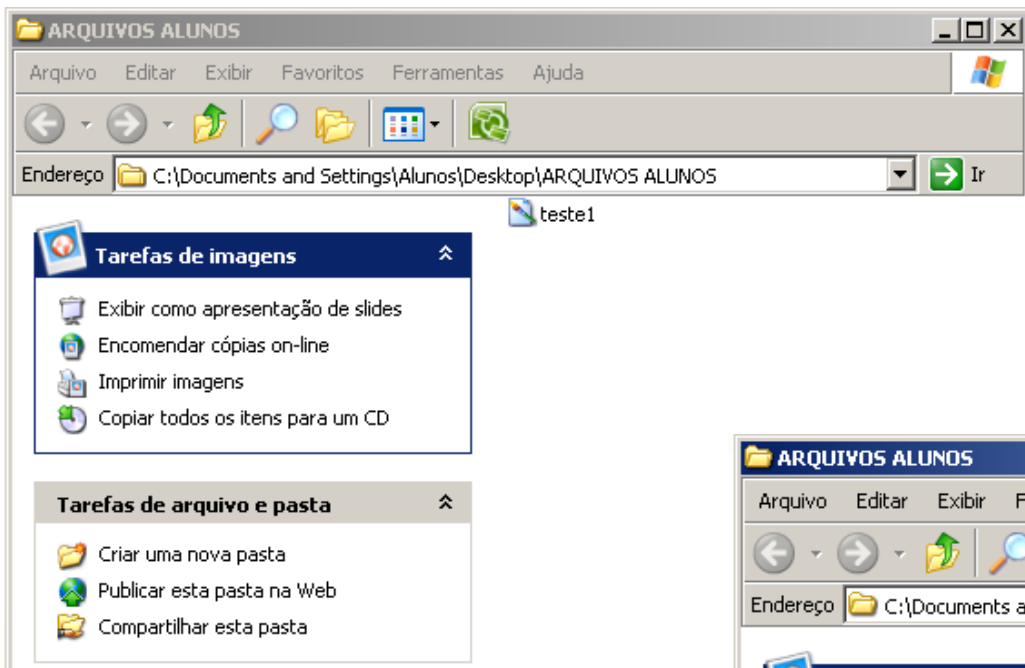 ARQUIVOS ALUNOS
Arquivo Editar Exibir Favoritos Ferramentas Ajuda
Endereço C:\Documents and Settings\Alunos\Desktop\ARQUIVOS ALUNOS Ir
teste1
Tarefas de imagens
Exibir como apresentação de slides
Encomendar cópias on-line
Imprimir imagens
Copiar todos os itens para um CD
Tarefas de arquivo e pasta
Criar uma nova pasta
Publicar esta pasta na Web
Compartilhar esta pasta
ARQUIVOS ALUNOS
Arquivo Editar Exibir F
Endereço C:\Documents a